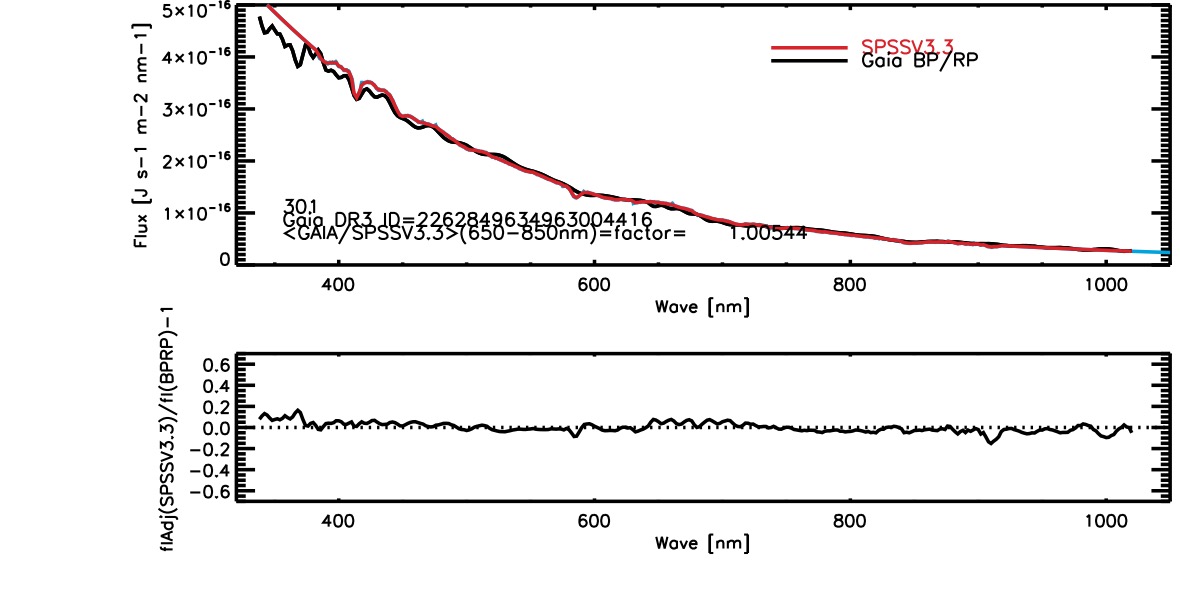 5×10−16
4×10−16
3×10−16
2×10−16
1×10−16
0
Flux [J s−1 m−2 nm−1]
SPSSV3.3
Gaia BP/RP
301
Gaia DR3 ID=2262849634963004416
<GAIA/SPSSV3.3>(650−850nm)=factor= 1.00544
400 600 800 1000
Wave [nm]
flAdj(SPSSV3.3)/fl(BPRP)−1
0.6
0.4
0.2
0.0
−0.2
−0.4
−0.6
400 600 800 1000
Wave [nm]